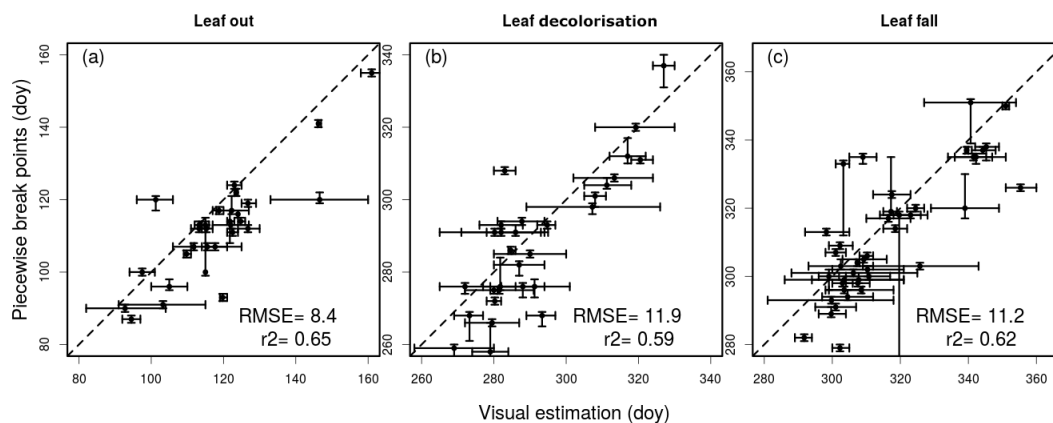 Leaf out
Leaf decolorisation
Leaf fall
Piecewise break points (doy)
(a)
160
140
120
100
80
RMSE= 8.4
r2= 0.65
80 100 120 140 160
(b)
340
320
300
280
260
RMSE= 11.9
r2= 0.59
260 280 300 320 340
(c)
360
340
320
300
280
RMSE= 11.2
r2= 0.62
280 300 320 340 360
Visual estimation (doy)